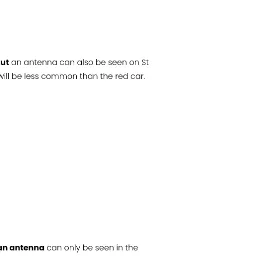 ut an antenna can also be seen on St
will be less common than the red car.
an antenna can only be seen in the